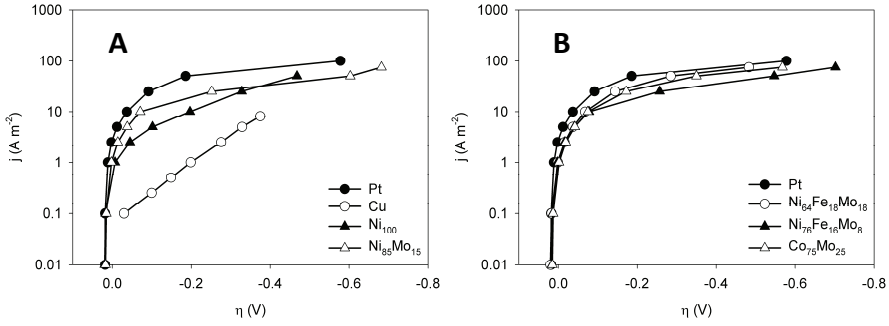 A
1000
100
10
1
0.1
0.01
j (A m⁻²)
0.0 -0.2 -0.4 -0.6 -0.8
η (V)
Pt
Cu
Ni₁₀₀
Ni₈₅Mo₁₅
B
1000
100
10
1
0.1
0.01
j (A m⁻²)
0.0 -0.2 -0.4 -0.6 -0.8
η (V)
Pt
Ni₆₄Fe₁₈Mo₁₈
Ni₇₆Fe₁₆Mo₈
Co₇₅Mo₂₅